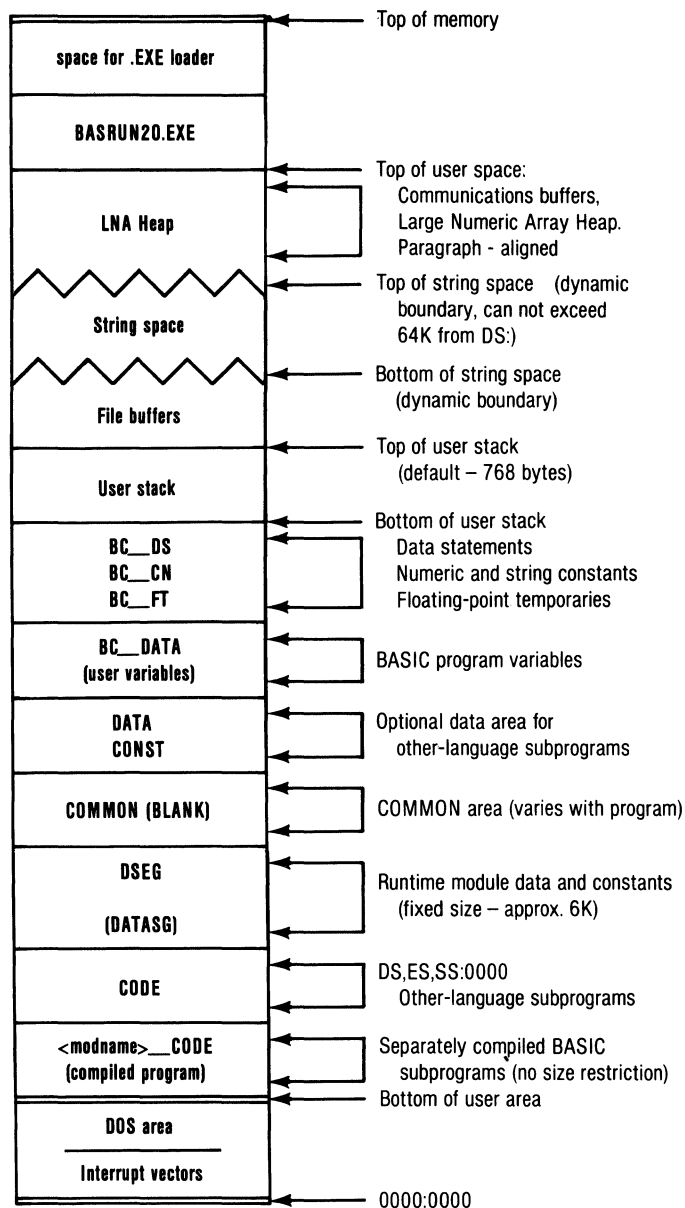 Top of memory
space for .EXE loader
BASRUN20.EXE
Top of user space:
Communications buffers,
Large Numeric Array Heap.
Paragraph - aligned
LNA Heap
Top of string space (dynamic
boundary, can not exceed
64K from DS:)
String space
Bottom of string space
(dynamic boundary)
File buffers
Top of user stack
(default – 768 bytes)
User stack
Bottom of user stack
BC__DS
BC__CN
BC__FT
Data statements
Numeric and string constants
Floating-point temporaries
BC__DATA
(user variables)
BASIC program variables
DATA
CONST
Optional data area for
other-language subprograms
COMMON (BLANK)
COMMON area (varies with program)
DSEG
(DATASG)
Runtime module data and constants
(fixed size – approx. 6K)
CODE
DS,ES,SS:0000
Other-language subprograms
<modname>__CODE
(compiled program)
Separately compiled BASIC
subprograms (no size restriction)
Bottom of user area
DOS area
Interrupt vectors
0000:0000